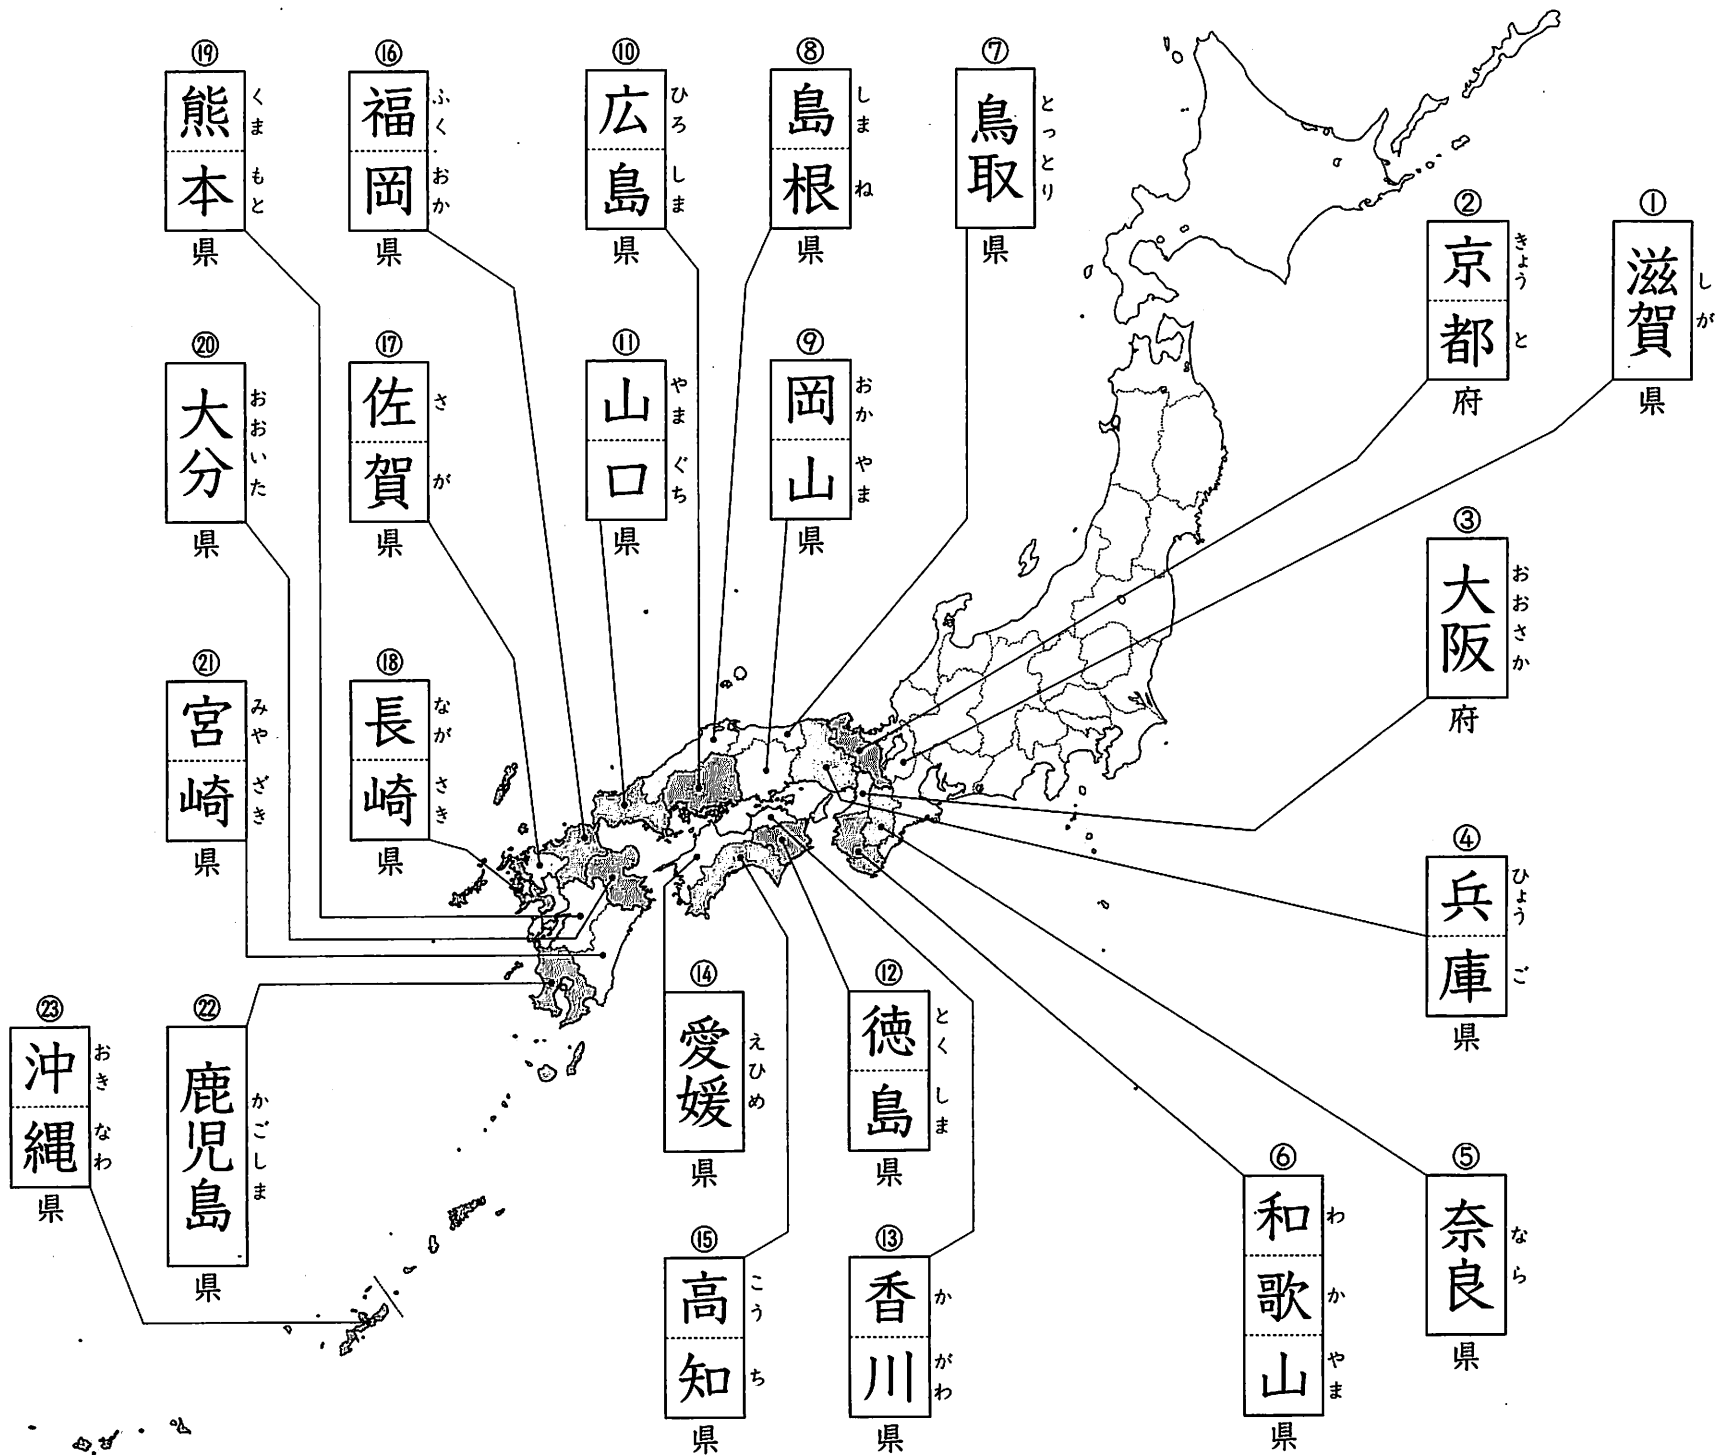 ①
滋賀
しが
県
②
京都
きょうと
府
③
大阪
おおさか
府
④
兵庫
ひょうご
県
⑤
奈良
なら
県
⑥
和歌山
わかやま
県
⑦
鳥取
とっとり
県
⑧
島根
しまね
県
⑨
岡山
おかやま
県
⑩
広島
ひろしま
県
⑪
山口
やまぐち
県
⑫
徳島
とくしま
県
⑬
香川
かがわ
県
⑭
愛媛
えひめ
県
⑮
高知
こうち
県
⑯
福岡
ふくおか
県
⑰
佐賀
さが
県
⑱
長崎
ながさき
県
⑲
熊本
くまもと
県
⑳
大分
おおいた
県
㉑
宮崎
みやざき
県
㉒
鹿児島
かごしま
県
㉓
沖縄
おきなわ
県